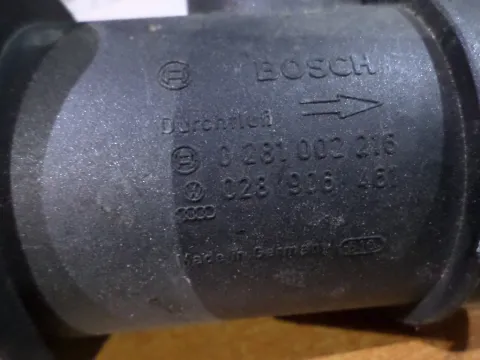 BOSCH
Durchfluß
0 281 002 216
028 906 461
Made in Germany